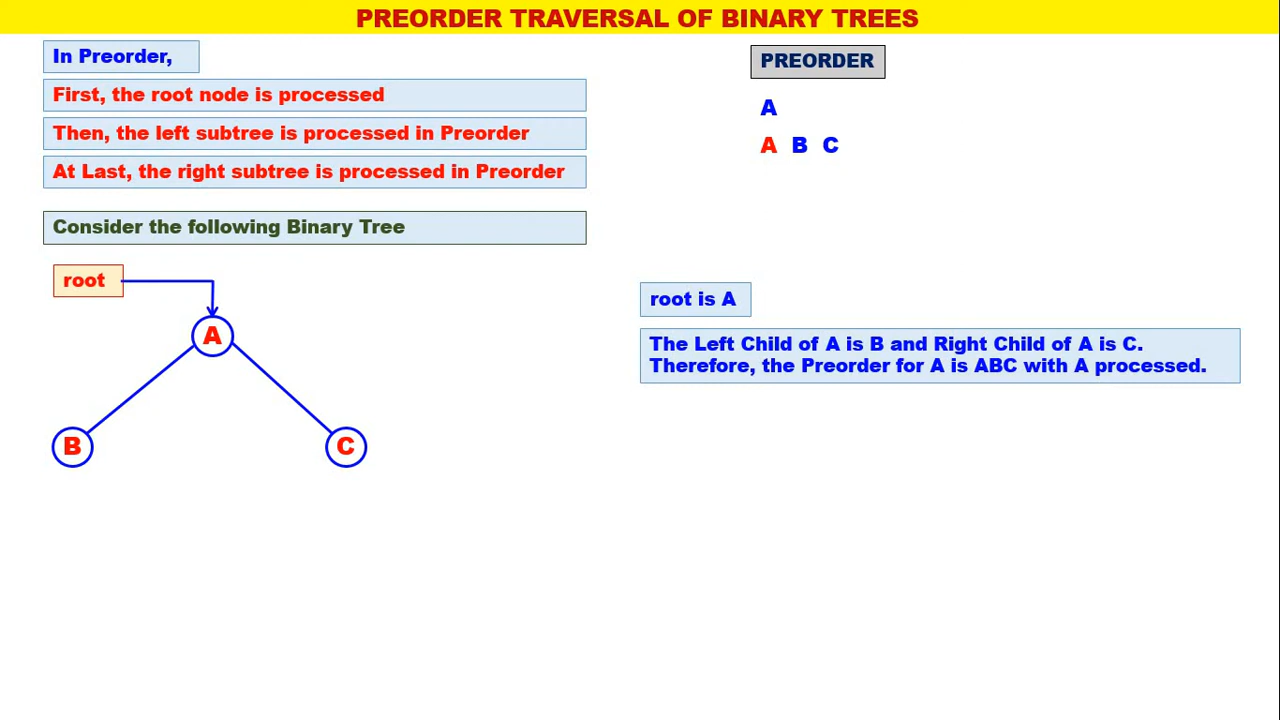 PREORDER TRAVERSAL OF BINARY TREES
In Preorder,
First, the root node is processed
Then, the left subtree is processed in Preorder
At Last, the right subtree is processed in Preorder
Consider the following Binary Tree
root
A
B
C
PREORDER
A
A B C
root is A
The Left Child of A is B and Right Child of A is C.
Therefore, the Preorder for A is ABC with A processed.